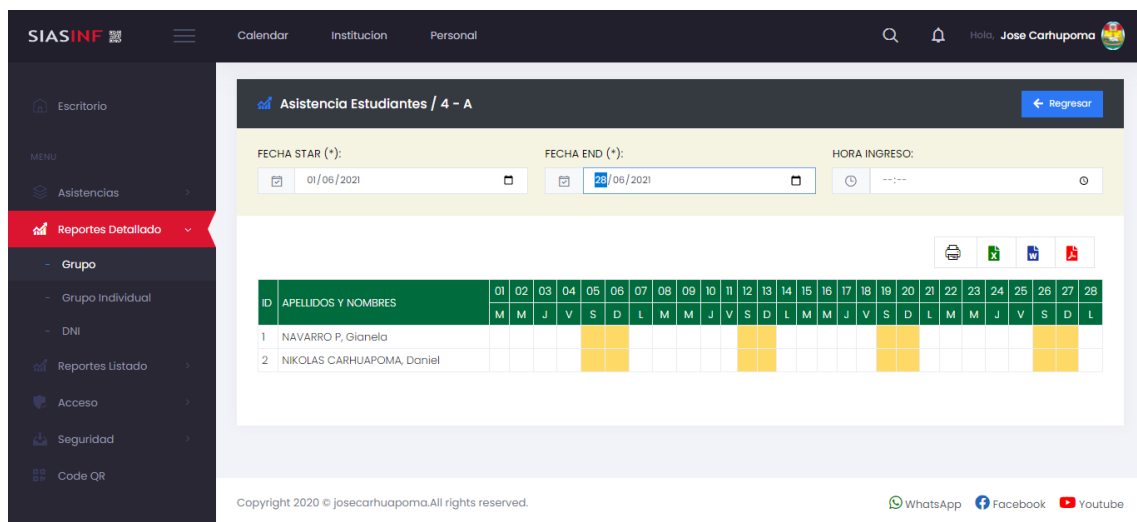 SIASINF
Calendar Institucion Personal
Hola, Jose Carhupoma
Escritorio
MENU
Asistencias
Reportes Detallado
- Grupo
- Grupo Individual
- DNI
Reportes Listado
Acceso
Seguridad
Code QR
Asistencia Estudiantes / 4 - A
Regresar
FECHA STAR (*): FECHA END (*): HORA INGRESO:
01/06/2021 28/06/2021 --:--
ID APELLIDOS Y NOMBRES 01 02 03 04 05 06 07 08 09 10 11 12 13 14 15 16 17 18 19 20 21 22 23 24 25 26 27 28
M M J V S D L M M J V S D L M M J V S D L M M J V S D L
1 NAVARRO P, Gianela
2 NIKOLAS CARHUAPOMA, Daniel
Copyright 2020 © josecarhuapoma.All rights reserved.
WhatsApp Facebook Youtube